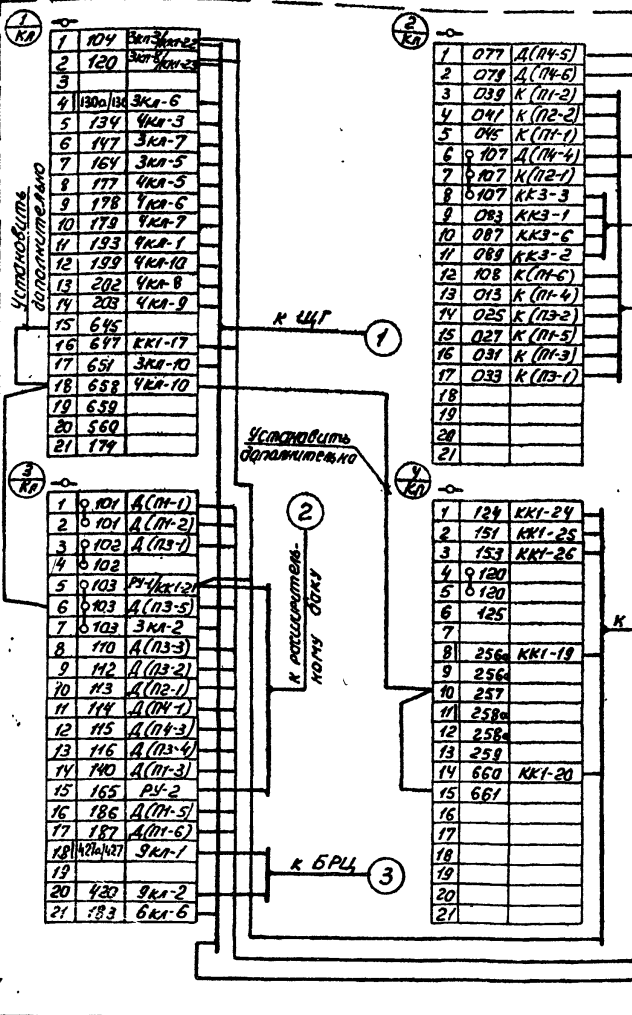 1
КЛ
1 104 3КЛ-3/КК1-22
2 120 /КК1-23
3
4 130а/130 3КЛ-6
5 134 4КЛ-3
6 147 3КЛ-7
7 164 3КЛ-5
8 177 4КЛ-5
9 178 4КЛ-6
10 179 4КЛ-7
11 193 4КЛ-1
12 199 4КЛ-10
13 202 4КЛ-8
14 203 4КЛ-9
15 645
16 647 КК1-17
17 651 3КЛ-10
18 658 4КЛ-10
19 659
20 560
21 174
Установить
дополнительно
К ЩГ
1
2
КЛ
1 077 Д(П4-5)
2 079 Д(П4-6)
3 039 К(П1-2)
4 041 К(П2-2)
5 045 К(П1-1)
6 107 Д(П4-4)
7 107 К(П2-1)
8 107 КК3-3
9 083 КК3-1
10 087 КК3-6
11 089 КК3-2
12 108 К(П1-6)
13 013 К(П1-4)
14 025 К(П3-2)
15 027 К(П1-5)
16 031 К(П1-3)
17 033 К(П3-1)
18
19
20
21
3
КЛ
1 101 Д(П1-1)
2 101 Д(П1-2)
3 102 Д(П3-1)
4 102
5 103 РУ-1/КК1-21
6 103 Д(П3-5)
7 103 3КЛ-2
8 110 Д(П3-3)
9 112 Д(П3-2)
10 113 Д(П2-1)
11 114 Д(П4-1)
12 115 Д(П4-3)
13 116 Д(П3-4)
14 140 Д(П1-3)
15 165 РУ-2
16 186 Д(П1-5)
17 187 Д(П1-6)
18 427а/427 9КЛ-1
19
20 420 9КЛ-2
21 183 6КЛ-6
2
К расширитель-
ному баку
К БРЦ
3
Установить
дополнительно
4
КЛ
1 124 КК1-24
2 151 КК1-25
3 153 КК1-26
4 120
5 120
6 125
7
8 256а КК1-19
9 256а
10 257
11 258а
12 258а
13 259
14 660 КК1-20
15 661
16
17
18
19
20
21
К